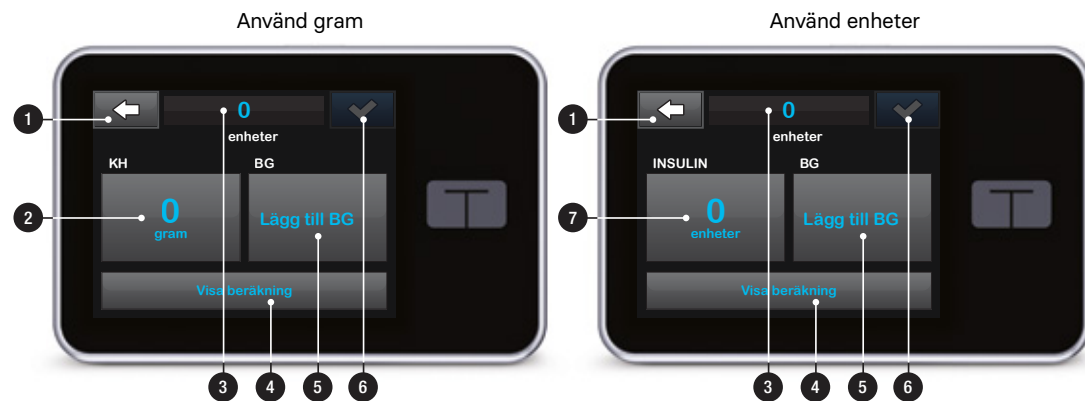 Använd gram
Använd enheter
1
0
enheter
KH
BG
2
0
gram
Lägg till BG
Visa beräkning
3
4
5
6
1
0
enheter
INSULIN
BG
7
0
enheter
Lägg till BG
Visa beräkning
3
4
5
6